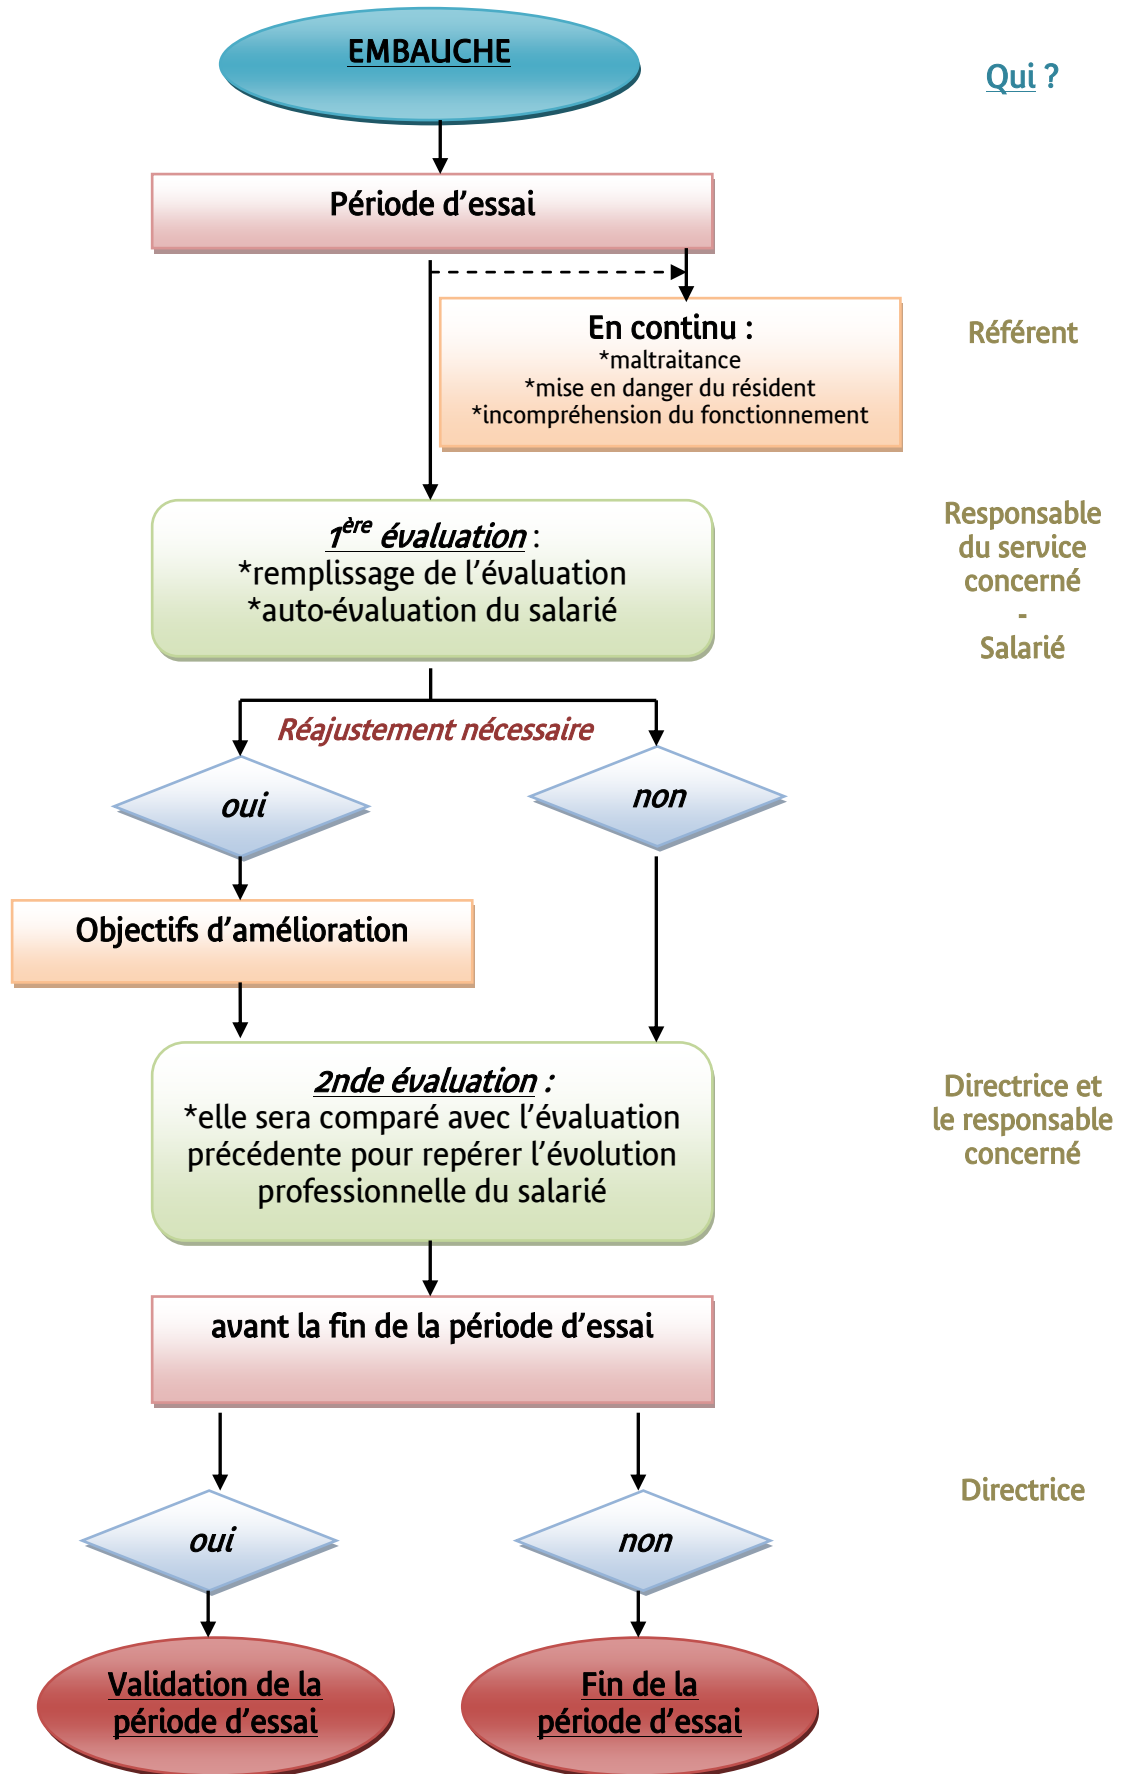 EMBAUCHE
Qui ?
Période d’essai
En continu :
*maltraitance
*mise en danger du résident
*incompréhension du fonctionnement
Référent
1ère évaluation :
*remplissage de l’évaluation
*auto-évaluation du salarié
Responsable
du service
concerné
-
Salarié
Réajustement nécessaire
oui
non
Objectifs d’amélioration
2nde évaluation :
*elle sera comparé avec l’évaluation
précédente pour repérer l’évolution
professionnelle du salarié
Directrice et
le responsable
concerné
avant la fin de la période d’essai
Directrice
oui
non
Validation de la
période d’essai
Fin de la
période d’essai